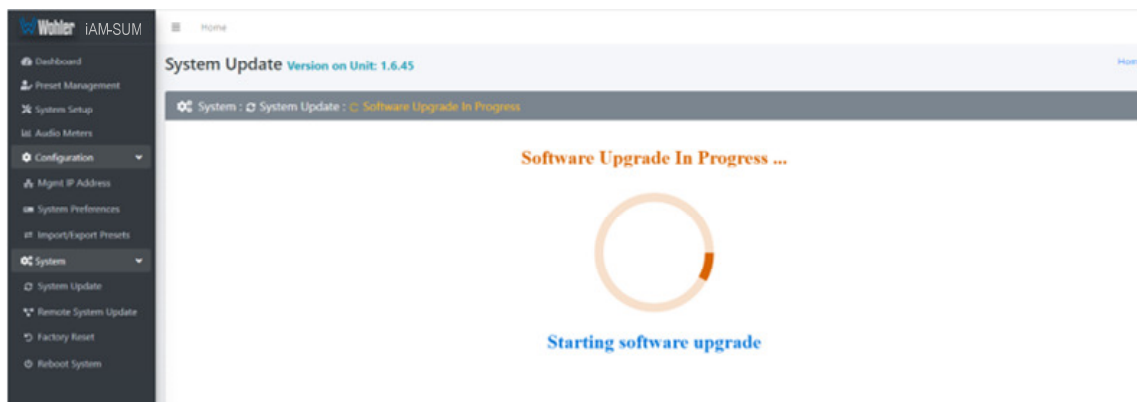 Wohler iAM-SUM
Home
Dashboard
Preset Management
System Setup
Audio Meters
Configuration
Mgmt IP Address
System Preferences
Import/Export Presets
System
System Update
Remote System Update
Factory Reset
Reboot System
System Update Version on Unit: 1.6.45
Hom
System : System Update : Software Upgrade In Progress
Software Upgrade In Progress ...
Starting software upgrade